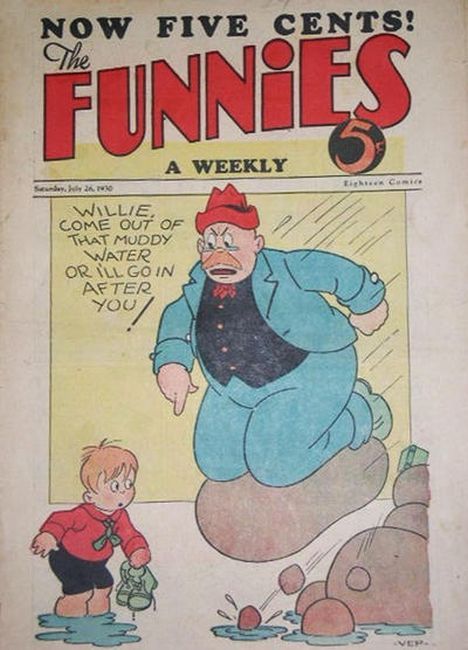 NOW FIVE CENTS!
The
FUNNiES
5¢
A WEEKLY
Saturday, July 26, 1930
Eighteen Comics
WILLIE,
COME OUT OF
THAT MUDDY
WATER
OR i'LL GO IN
AFTER
YOU!
-VEP-